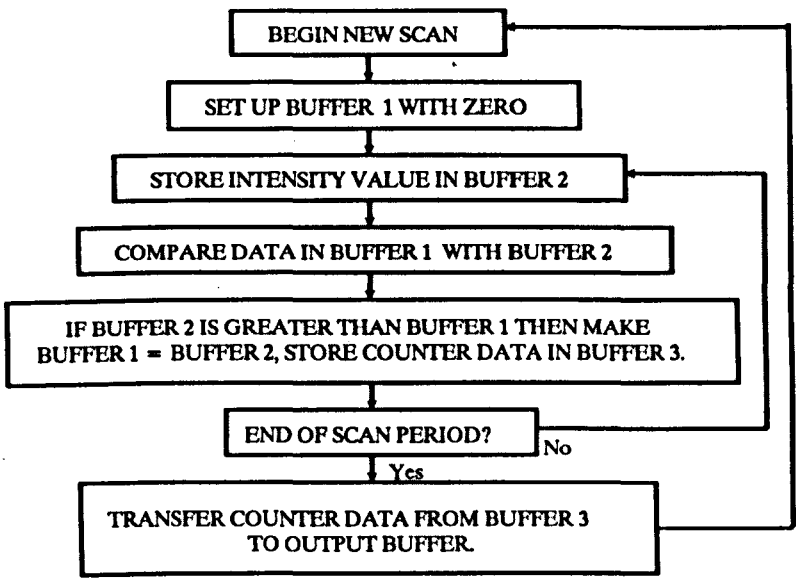 BEGIN NEW SCAN
SET UP BUFFER 1 WITH ZERO
STORE INTENSITY VALUE IN BUFFER 2
COMPARE DATA IN BUFFER 1 WITH BUFFER 2
IF BUFFER 2 IS GREATER THAN BUFFER 1 THEN MAKE
BUFFER 1 = BUFFER 2, STORE COUNTER DATA IN BUFFER 3.
END OF SCAN PERIOD?
No
Yes
TRANSFER COUNTER DATA FROM BUFFER 3
TO OUTPUT BUFFER.